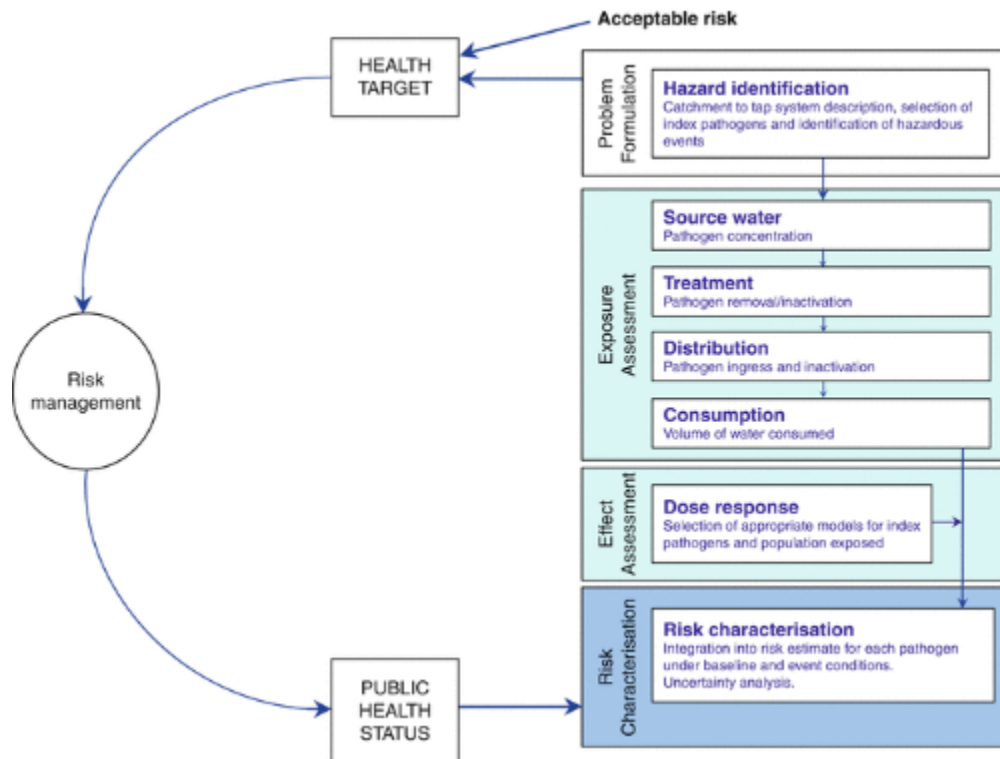 Acceptable risk
HEALTH
TARGET
Problem
Formulation
Hazard identification
Catchment to tap system description, selection of
index pathogens and identification of hazardous
events
Exposure
Assessment
Source water
Pathogen concentration
Treatment
Pathogen removal/inactivation
Distribution
Pathogen ingress and inactivation
Consumption
Volume of water consumed
Risk
management
Effect
Assessment
Dose response
Selection of appropriate models for index
pathogens and population exposed
Risk
Characterisation
Risk characterisation
Integration into risk estimate for each pathogen
under baseline and event conditions.
Uncertainty analysis.
PUBLIC
HEALTH
STATUS